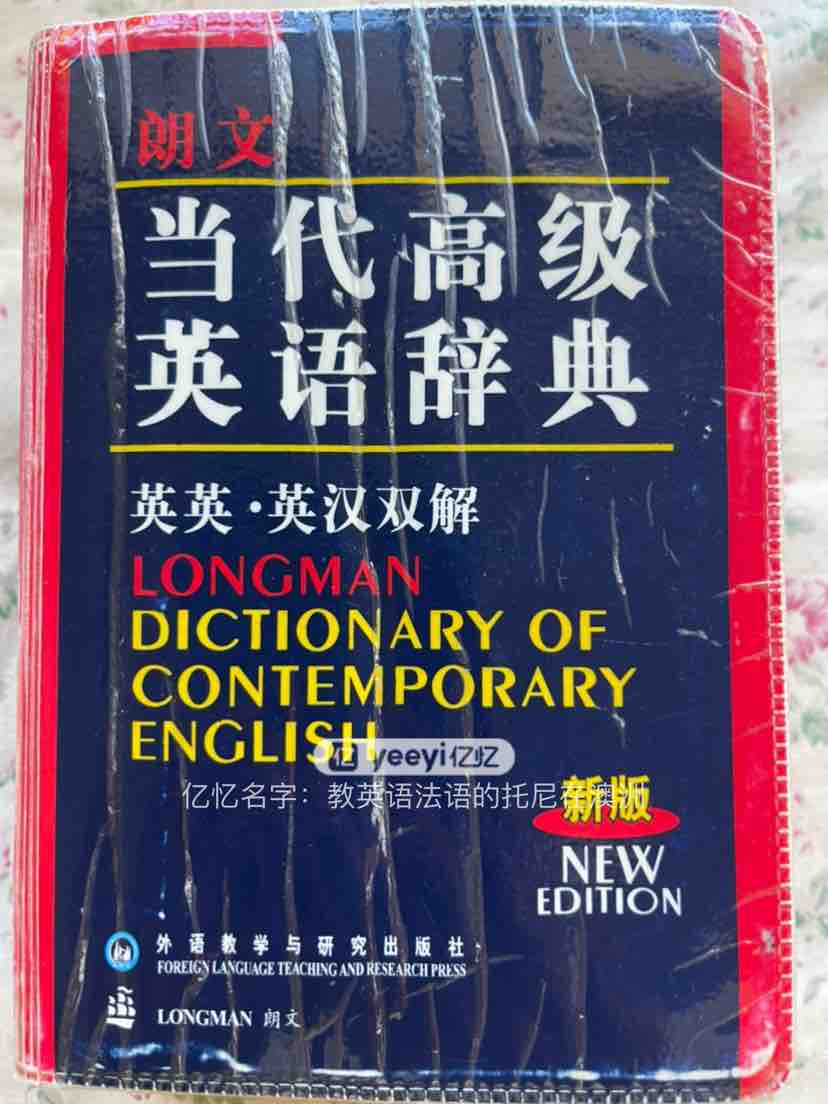 朗文
当代高级
英语辞典
英英·英汉双解
LONGMAN
DICTIONARY OF
CONTEMPORARY
ENGLISH
亿 yeeyi亿忆
亿忆名字：教英语法语的托尼在澳洲
新版
NEW
EDITION
外语教学与研究出版社
FOREIGN LANGUAGE TEACHING AND RESEARCH PRESS
LONGMAN 朗文